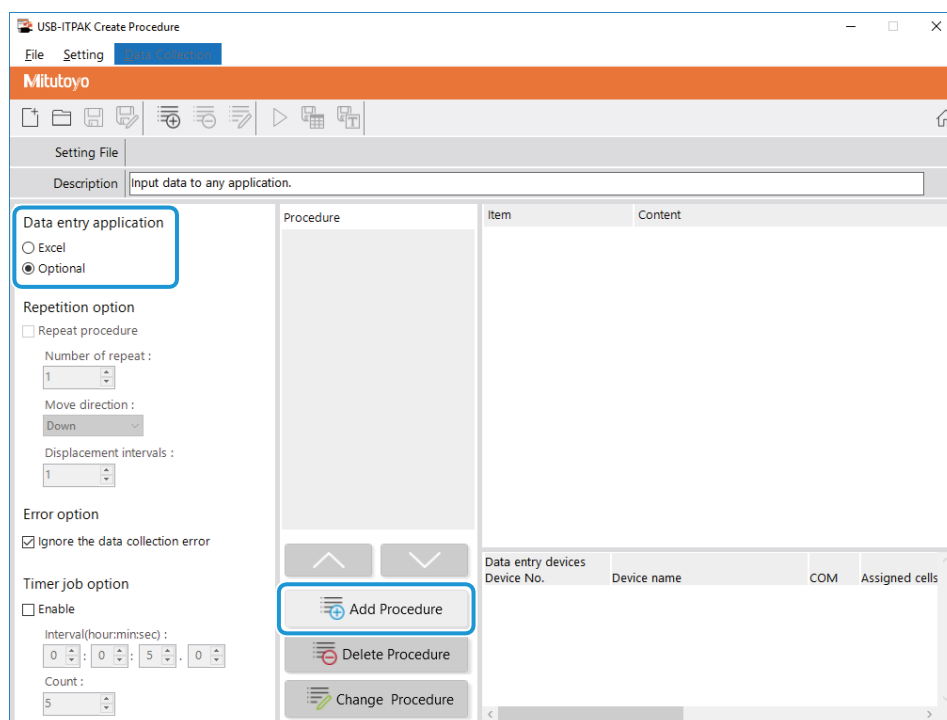 USB-ITPAK Create Procedure
File Setting Data Collection
Mitutoyo
Setting File
Description Input data to any application.
Data entry application
Excel
Optional
Repetition option
Repeat procedure
Number of repeat :
1
Move direction :
Down
Displacement intervals :
1
Error option
Ignore the data collection error
Timer job option
Enable
Interval(hour:min:sec) :
0 : 0 : 5 . 0
Count :
5
Procedure
Add Procedure
Delete Procedure
Change Procedure
Item Content
Data entry devices
Device No. Device name COM Assigned cells